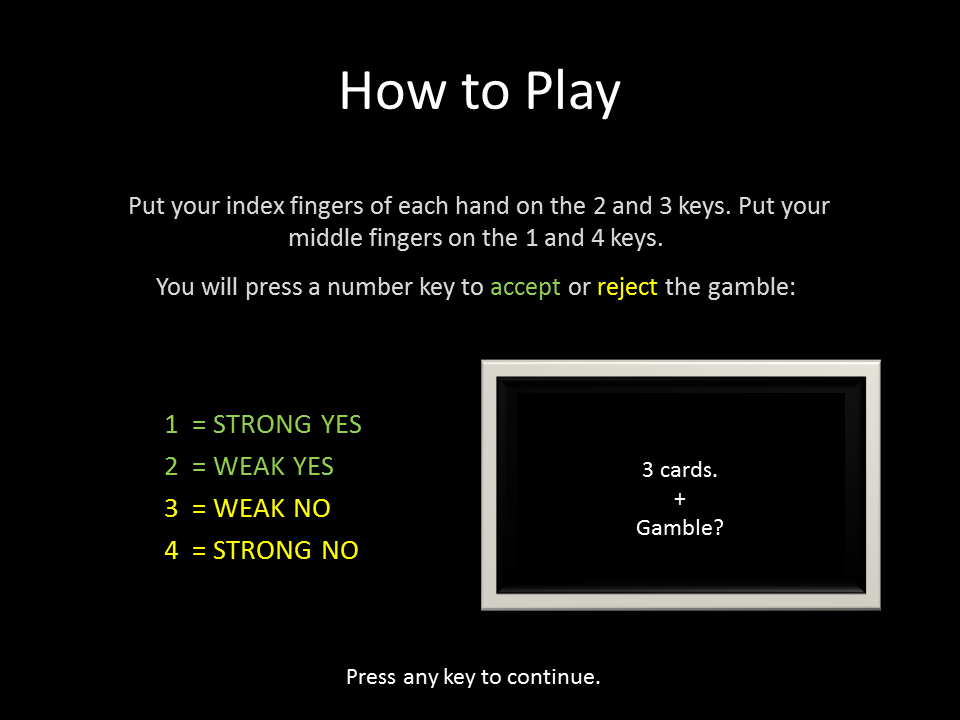 How to Play
Put your index fingers of each hand on the 2 and 3 keys. Put your
middle fingers on the 1 and 4 keys.
You will press a number key to accept or reject the gamble:
1 = STRONG YES
2 = WEAK YES
3 = WEAK NO
4 = STRONG NO
3 cards.
+
Gamble?
Press any key to continue.